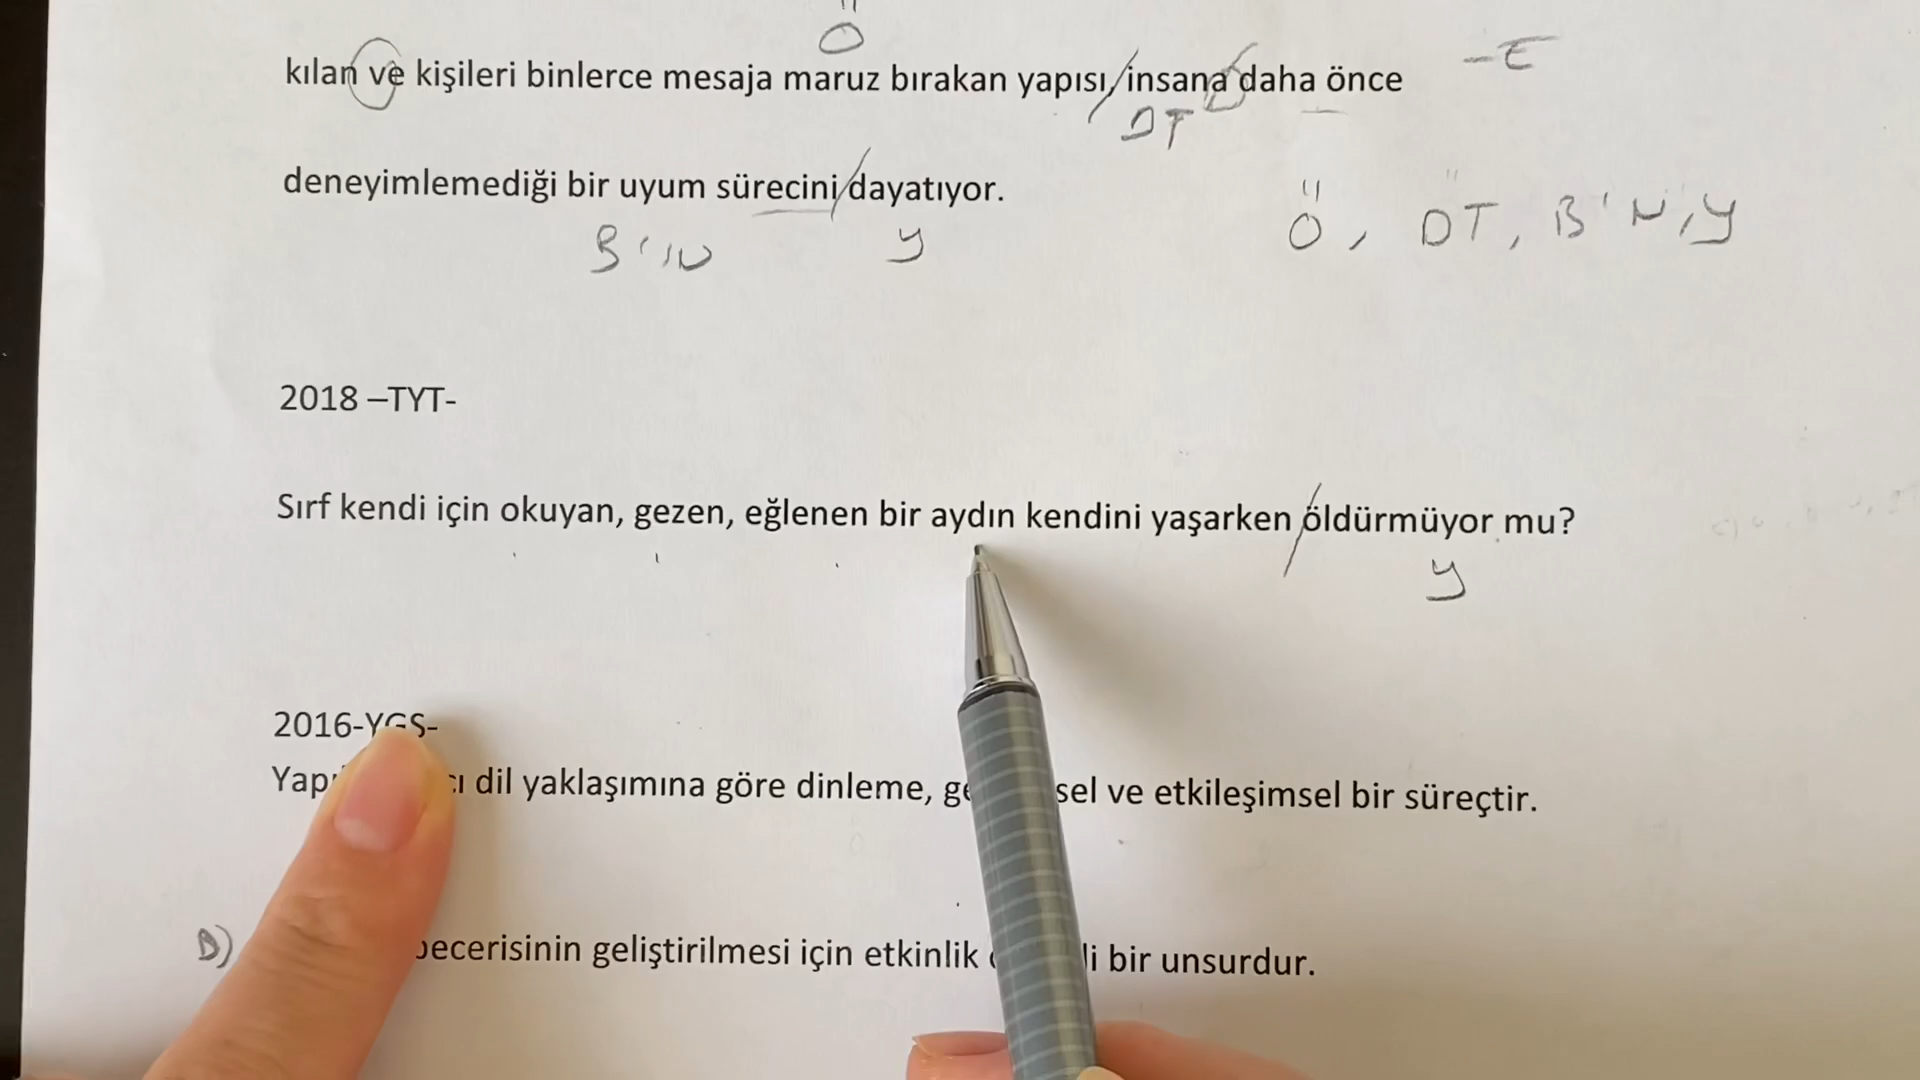 Ö
kılan ve kişileri binlerce mesaja maruz bırakan yapısı, insana daha önce
-E
DT
deneyimlemediği bir uyum sürecini dayatıyor.
B'N
y
Ö, DT, B'N, y
2018 –TYT-
Sırf kendi için okuyan, gezen, eğlenen bir aydın kendini yaşarken öldürmüyor mu?
y
2016-YGS-
dil yaklaşımına göre dinleme, ve etkileşimsel bir süreçtir.
D)
geliştirilmesi için etkinlik bir unsurdur.